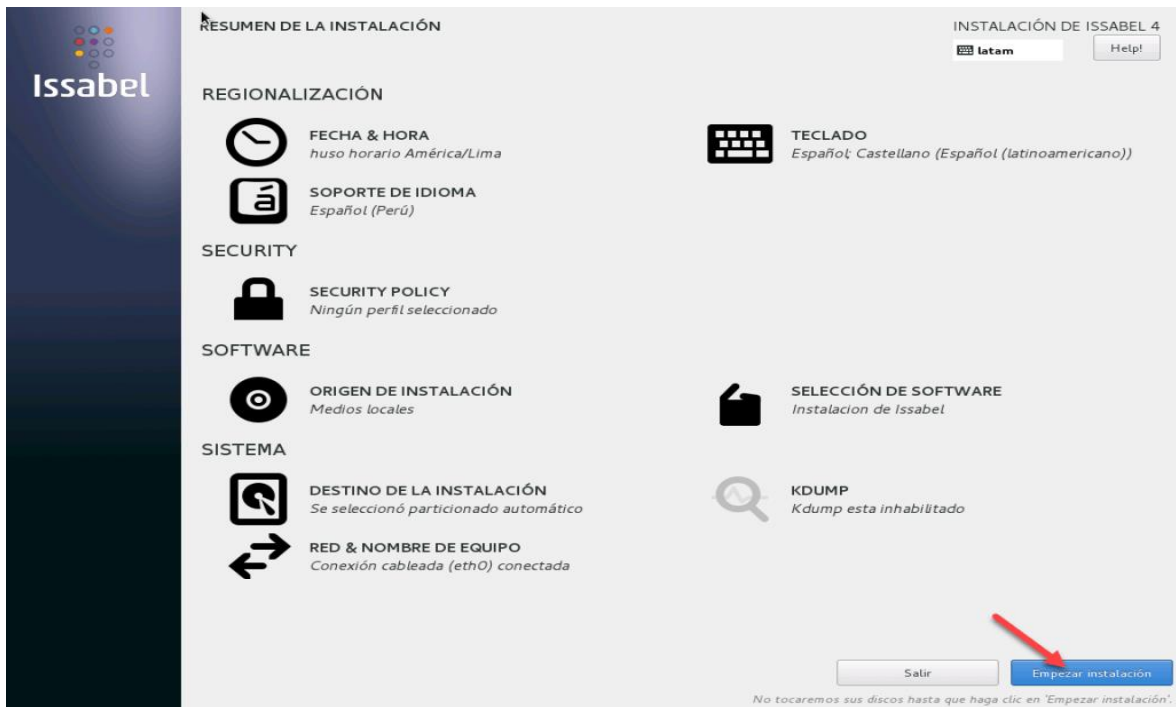 Issabel
RESUMEN DE LA INSTALACIÓN
INSTALACIÓN DE ISSABEL 4
latam
Help!
REGIONALIZACIÓN
FECHA & HORA
huso horario América/Lima
TECLADO
Español; Castellano (Español (latinoamericano))
á
SOPORTE DE IDIOMA
Español (Perú)
SECURITY
SECURITY POLICY
Ningún perfil seleccionado
SOFTWARE
ORIGEN DE INSTALACIÓN
Medios locales
SELECCIÓN DE SOFTWARE
Instalacion de Issabel
SISTEMA
DESTINO DE LA INSTALACIÓN
Se seleccionó particionado automático
KDUMP
Kdump esta inhabilitado
RED & NOMBRE DE EQUIPO
Conexión cableada (eth0) conectada
Salir
Empezar instalación
No tocaremos sus discos hasta que haga clic en 'Empezar instalación'.